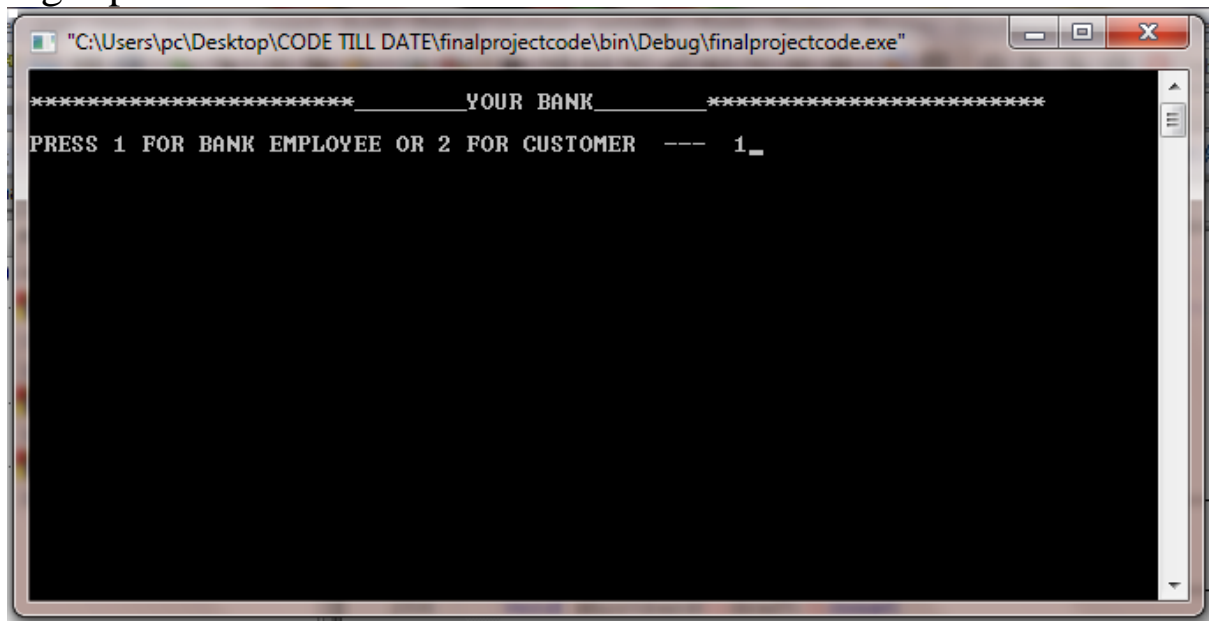 "C:\Users\pc\Desktop\CODE TILL DATE\finalprojectcode\bin\Debug\finalprojectcode.exe"
***********************________YOUR BANK________************************
PRESS 1 FOR BANK EMPLOYEE OR 2 FOR CUSTOMER --- 1_